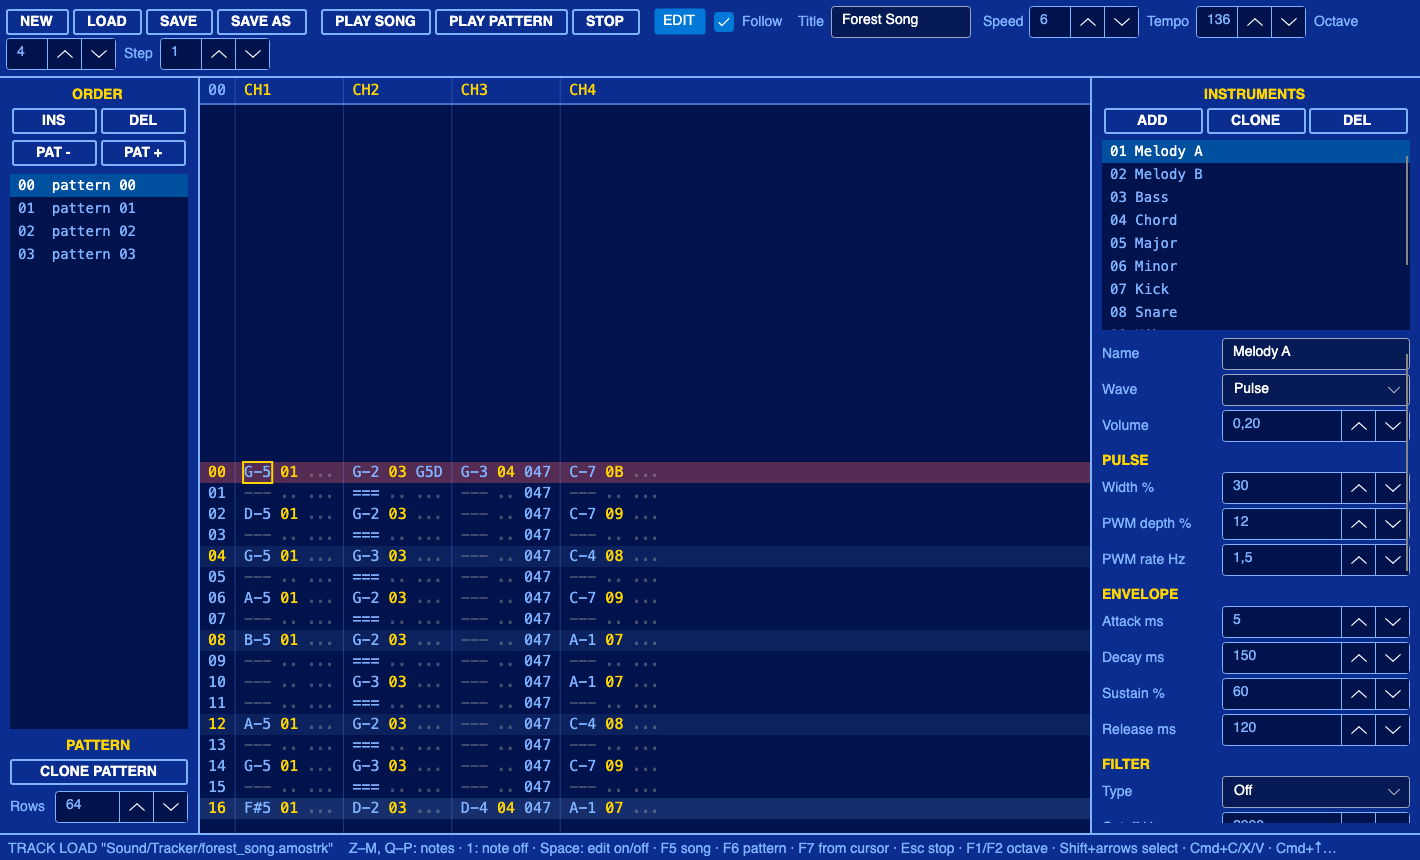 NEW LOAD SAVE SAVE AS PLAY SONG PLAY PATTERN STOP EDIT Follow Title Forest Song Speed 6 Tempo 136 Octave
4 Step 1
ORDER
INS DEL
PAT - PAT +
00 pattern 00
01 pattern 01
02 pattern 02
03 pattern 03
PATTERN
CLONE PATTERN
Rows 64
00 CH1 CH2 CH3 CH4
00 G-5 01 ... G-2 03 G5D G-3 04 047 C-7 0B ...
01 --- .. ... === .. ... --- .. 047 --- .. ...
02 D-5 01 ... G-2 03 ... --- .. 047 C-7 09 ...
03 --- .. ... === .. ... --- .. 047 --- .. ...
04 G-5 01 ... G-3 03 ... --- .. 047 C-4 08 ...
05 --- .. ... === .. ... --- .. 047 --- .. ...
06 A-5 01 ... G-2 03 ... --- .. 047 C-7 09 ...
07 --- .. ... === .. ... --- .. 047 --- .. ...
08 B-5 01 ... G-2 03 ... --- .. 047 A-1 07 ...
09 --- .. ... === .. ... --- .. 047 --- .. ...
10 --- .. ... G-3 03 ... --- .. 047 A-1 07 ...
11 --- .. ... === .. ... --- .. 047 --- .. ...
12 A-5 01 ... G-2 03 ... --- .. 047 C-4 08 ...
13 --- .. ... === .. ... --- .. 047 --- .. ...
14 G-5 01 ... G-3 03 ... --- .. 047 C-7 09 ...
15 --- .. ... === .. ... --- .. 047 --- .. ...
16 F#5 01 ... D-2 03 ... D-4 04 047 A-1 07 ...
INSTRUMENTS
ADD CLONE DEL
01 Melody A
02 Melody B
03 Bass
04 Chord
05 Major
06 Minor
07 Kick
08 Snare
Name Melody A
Wave Pulse
Volume 0,20
PULSE
Width % 30
PWM depth % 12
PWM rate Hz 1,5
ENVELOPE
Attack ms 5
Decay ms 150
Sustain % 60
Release ms 120
FILTER
Type Off
TRACK LOAD "Sound/Tracker/forest_song.amostrk" Z–M, Q–P: notes · 1: note off · Space: edit on/off · F5 song · F6 pattern · F7 from cursor · Esc stop · F1/F2 octave · Shift+arrows select · Cmd+C/X/V · Cmd+↑...